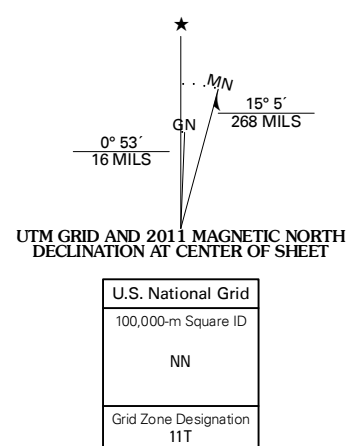 ★
MN
GN
15° 5´
268 MILS
0° 53´
16 MILS
UTM GRID AND 2011 MAGNETIC NORTH
DECLINATION AT CENTER OF SHEET
U.S. National Grid
100,000-m Square ID
NN
Grid Zone Designation
11T